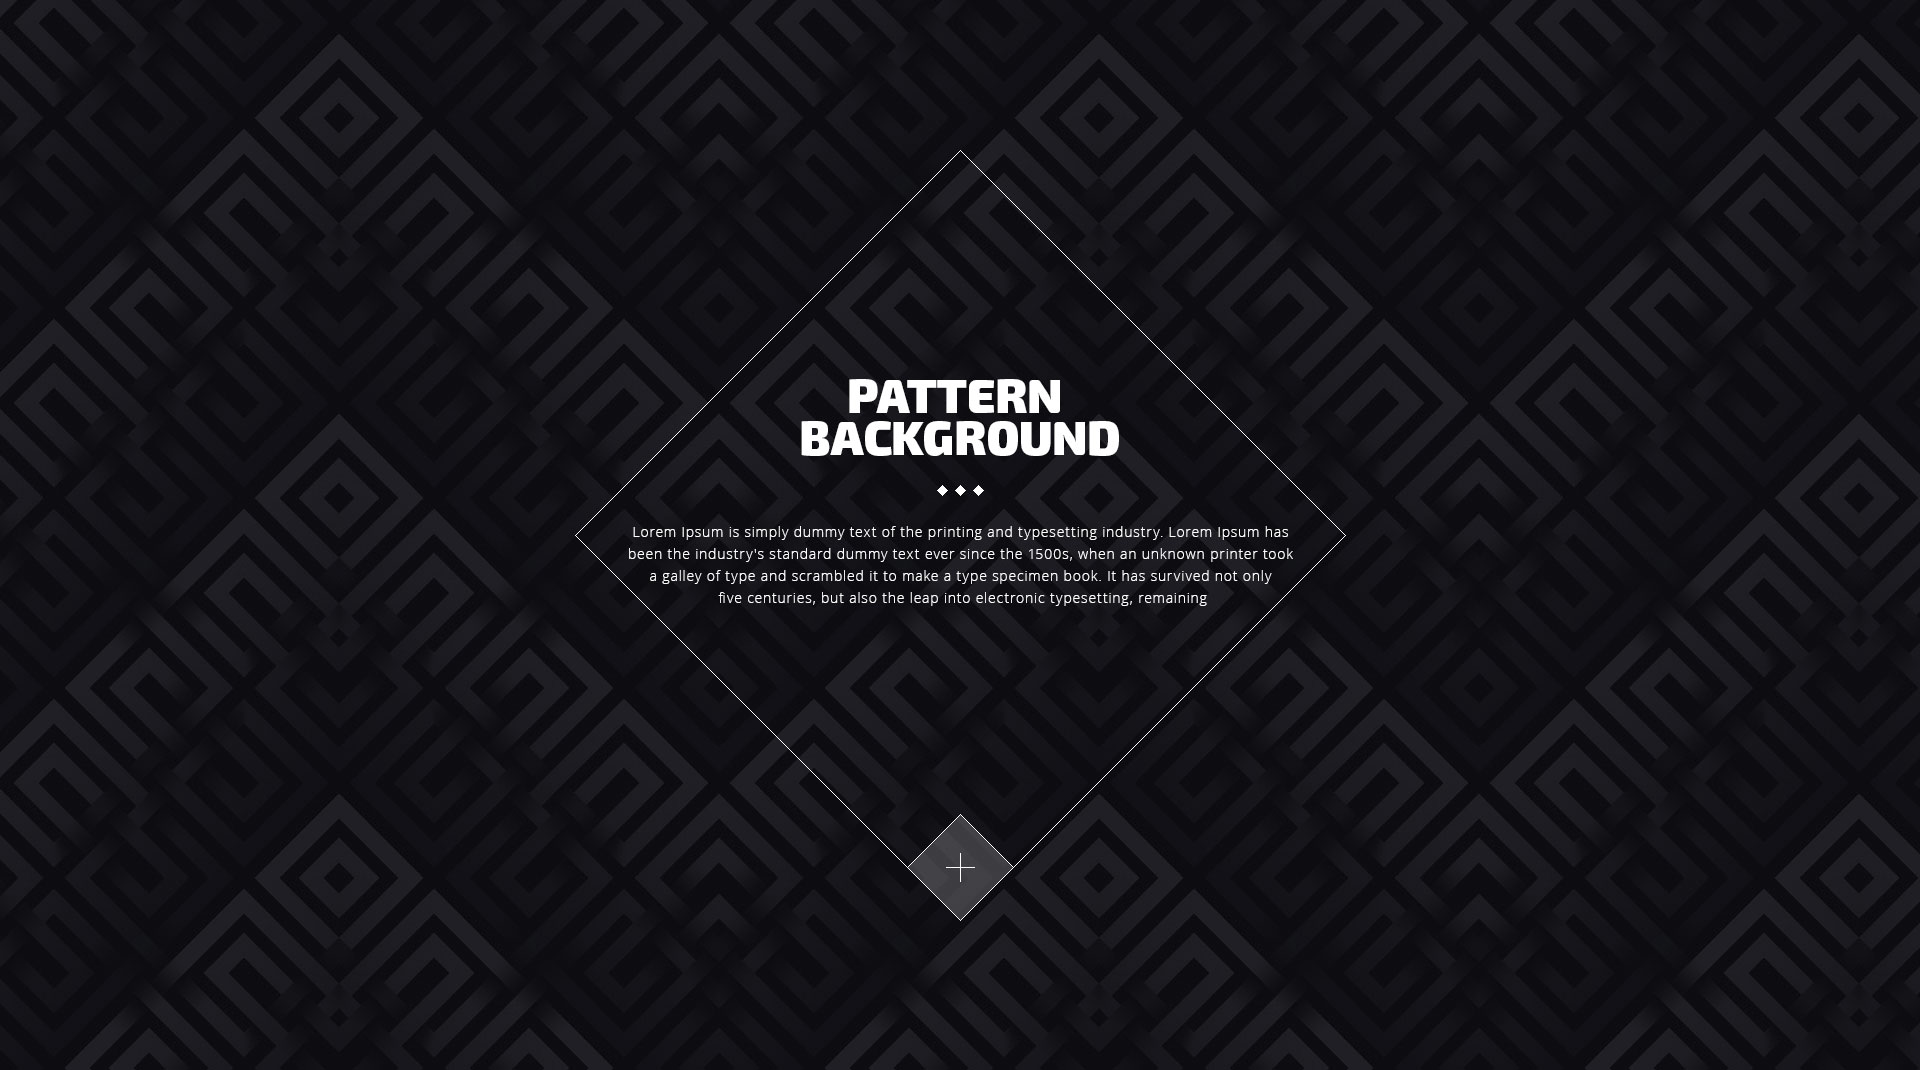 PATTERN
BACKGROUND
Lorem Ipsum is simply dummy text of the printing and typesetting industry. Lorem Ipsum has
been the industry's standard dummy text ever since the 1500s, when an unknown printer took
a galley of type and scrambled it to make a type specimen book. It has survived not only
five centuries, but also the leap into electronic typesetting, remaining